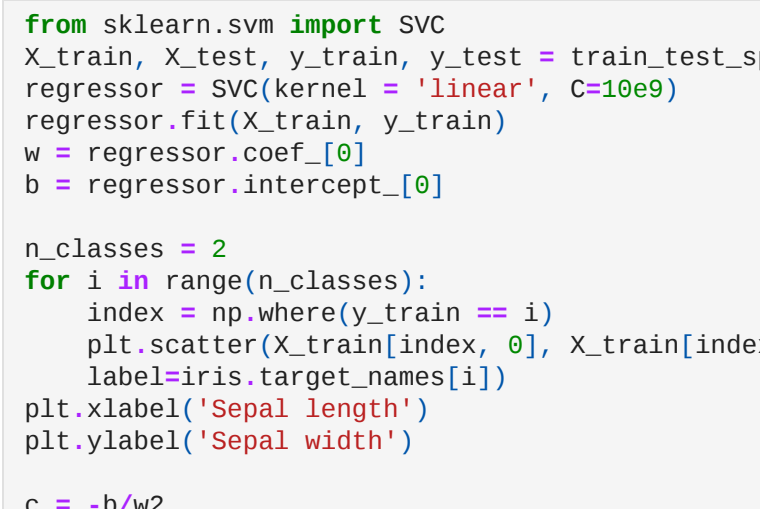 from sklearn.svm import SVC
X_train, X_test, y_train, y_test = train_test_s
regressor = SVC(kernel = 'linear', C=10e9)
regressor.fit(X_train, y_train)
w = regressor.coef_[0]
b = regressor.intercept_[0]

n_classes = 2
for i in range(n_classes):
    index = np.where(y_train == i)
    plt.scatter(X_train[index, 0], X_train[inde
    label=iris.target_names[i])
plt.xlabel('Sepal length')
plt.ylabel('Sepal width')

c = -b/w2